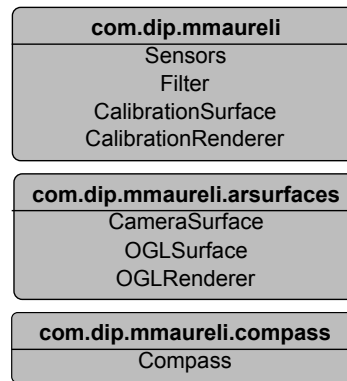 com.dip.mmaureli
Sensors
Filter
CalibrationSurface
CalibrationRenderer
com.dip.mmaureli.arsurfaces
CameraSurface
OGLSurface
OGLRenderer
com.dip.mmaureli.compass
Compass